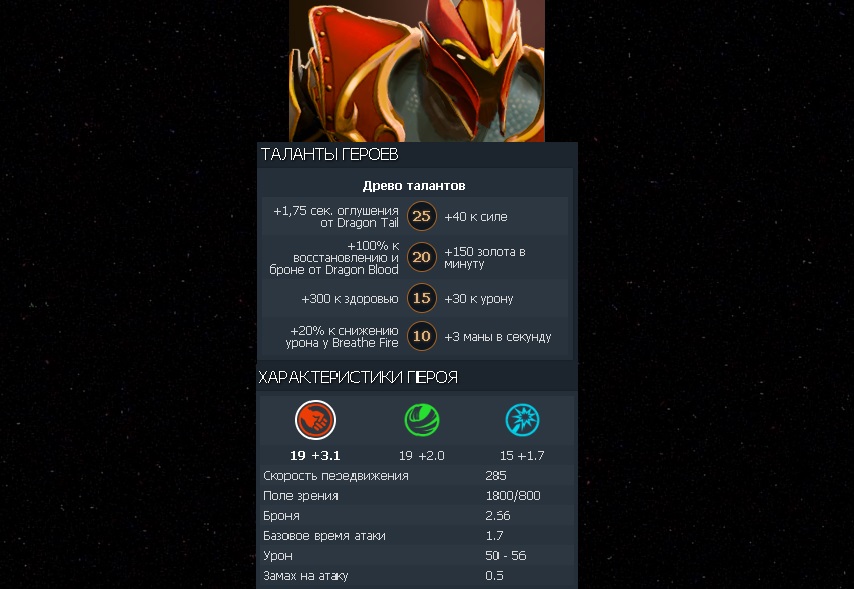 ТАЛАНТЫ ГЕРОЕВ
Древо талантов
+1,75 сек. оглушения
от Dragon Tail
25
+40 к силе
+100% к
восстановлению и
броне от Dragon Blood
20
+150 золота в
минуту
+300 к здоровью
15
+30 к урону
+20% к снижению
урона у Breathe Fire
10
+3 маны в секунду
ХАРАКТЕРИСТИКИ ГЕРОЯ
19 +3.1
19 +2.0
15 +1.7
Скорость передвижения 285
Поле зрения 1800/800
Броня 2.66
Базовое время атаки 1.7
Урон 50 - 56
Замах на атаку 0.5